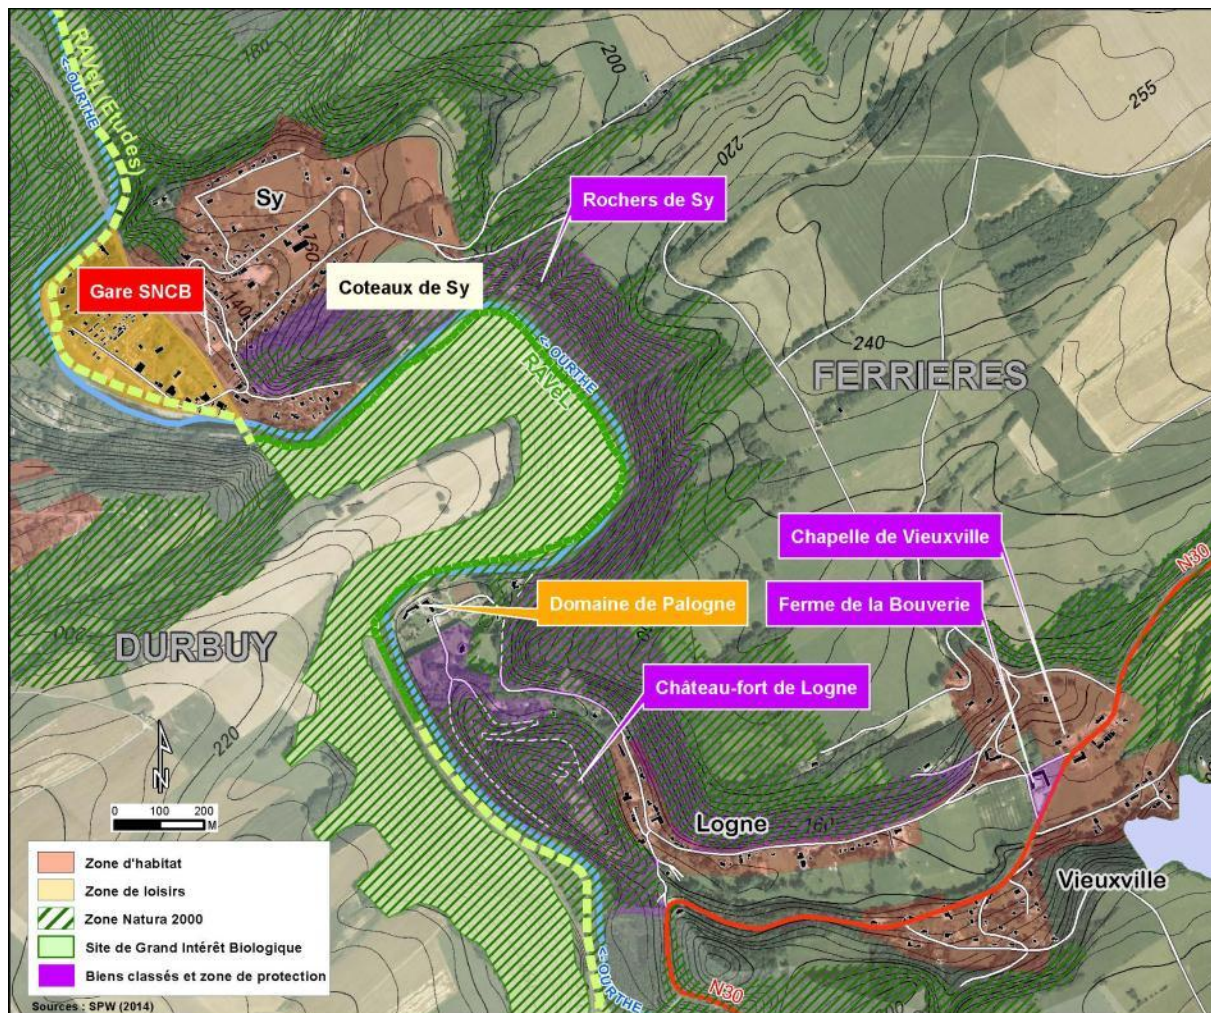 160
200
255
RAVeL (Etudes)
<- OURTHE
220
Sy
Rochers de Sy
160
Gare SNCB
Coteaux de Sy
140
<- OURTHE
RAVeL
240
FERRIERES
Chapelle de Vieuxville
N30
Domaine de Palogne
Ferme de la Bouverie
200
DURBUY
Château-fort de Logne
220
N
0 100 200
M
Logne
160
Vieuxville
Zone d'habitat
Zone de loisirs
Zone Natura 2000
Site de Grand Intérêt Biologique
Biens classés et zone de protection
<- OURTHE
N30
Sources : SPW (2014)